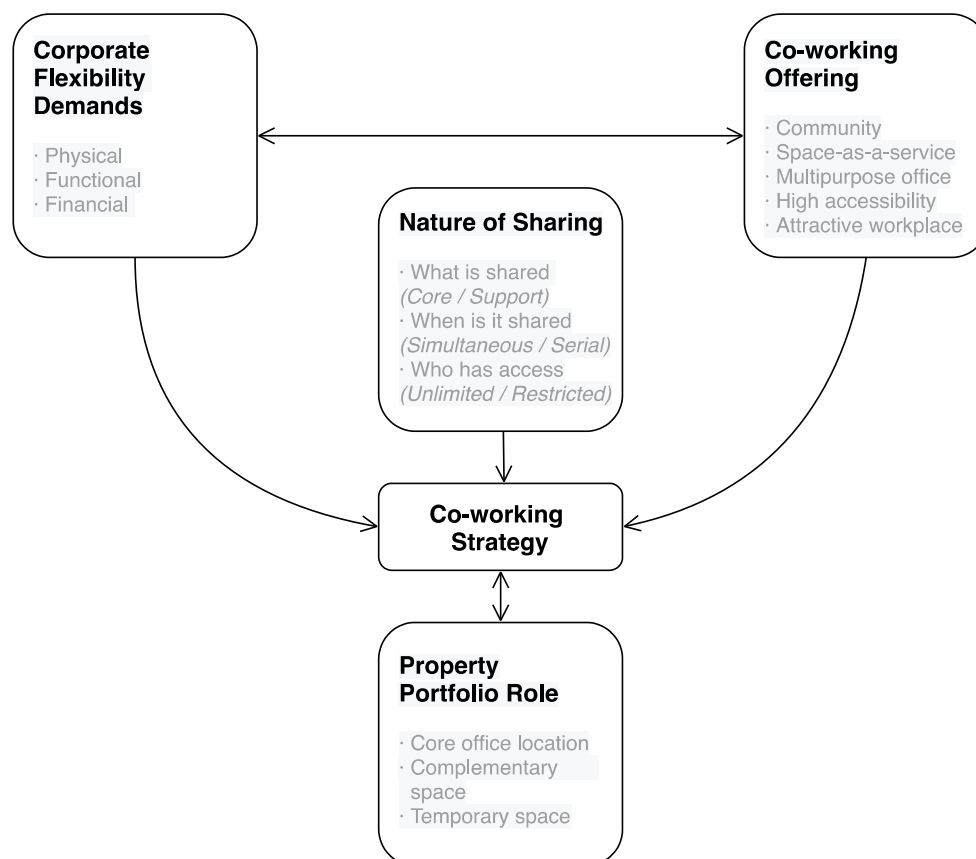 Corporate
Flexibility
Demands
· Physical
· Functional
· Financial
Co-working
Offering
· Community
· Space-as-a-service
· Multipurpose office
· High accessibility
· Attractive workplace
Nature of Sharing
· What is shared
(Core / Support)
· When is it shared
(Simultaneous / Serial)
· Who has access
(Unlimited / Restricted)
Co-working
Strategy
Property
Portfolio Role
· Core office location
· Complementary
space
· Temporary space